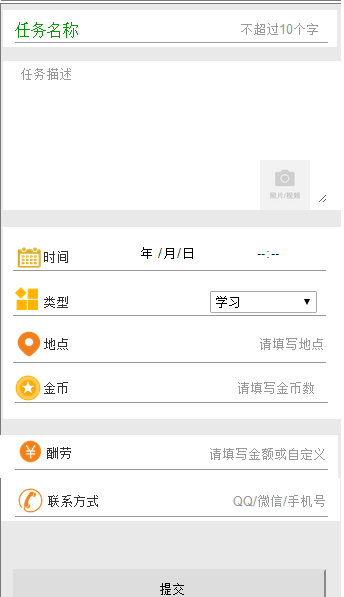 任务名称 不超过10个字
任务描述
照片/视频
时间 年 /月/日 --:--
类型 学习
地点 请填写地点
金币 请填写金币数
酬劳 请填写金额或自定义
联系方式 QQ/微信/手机号
提交